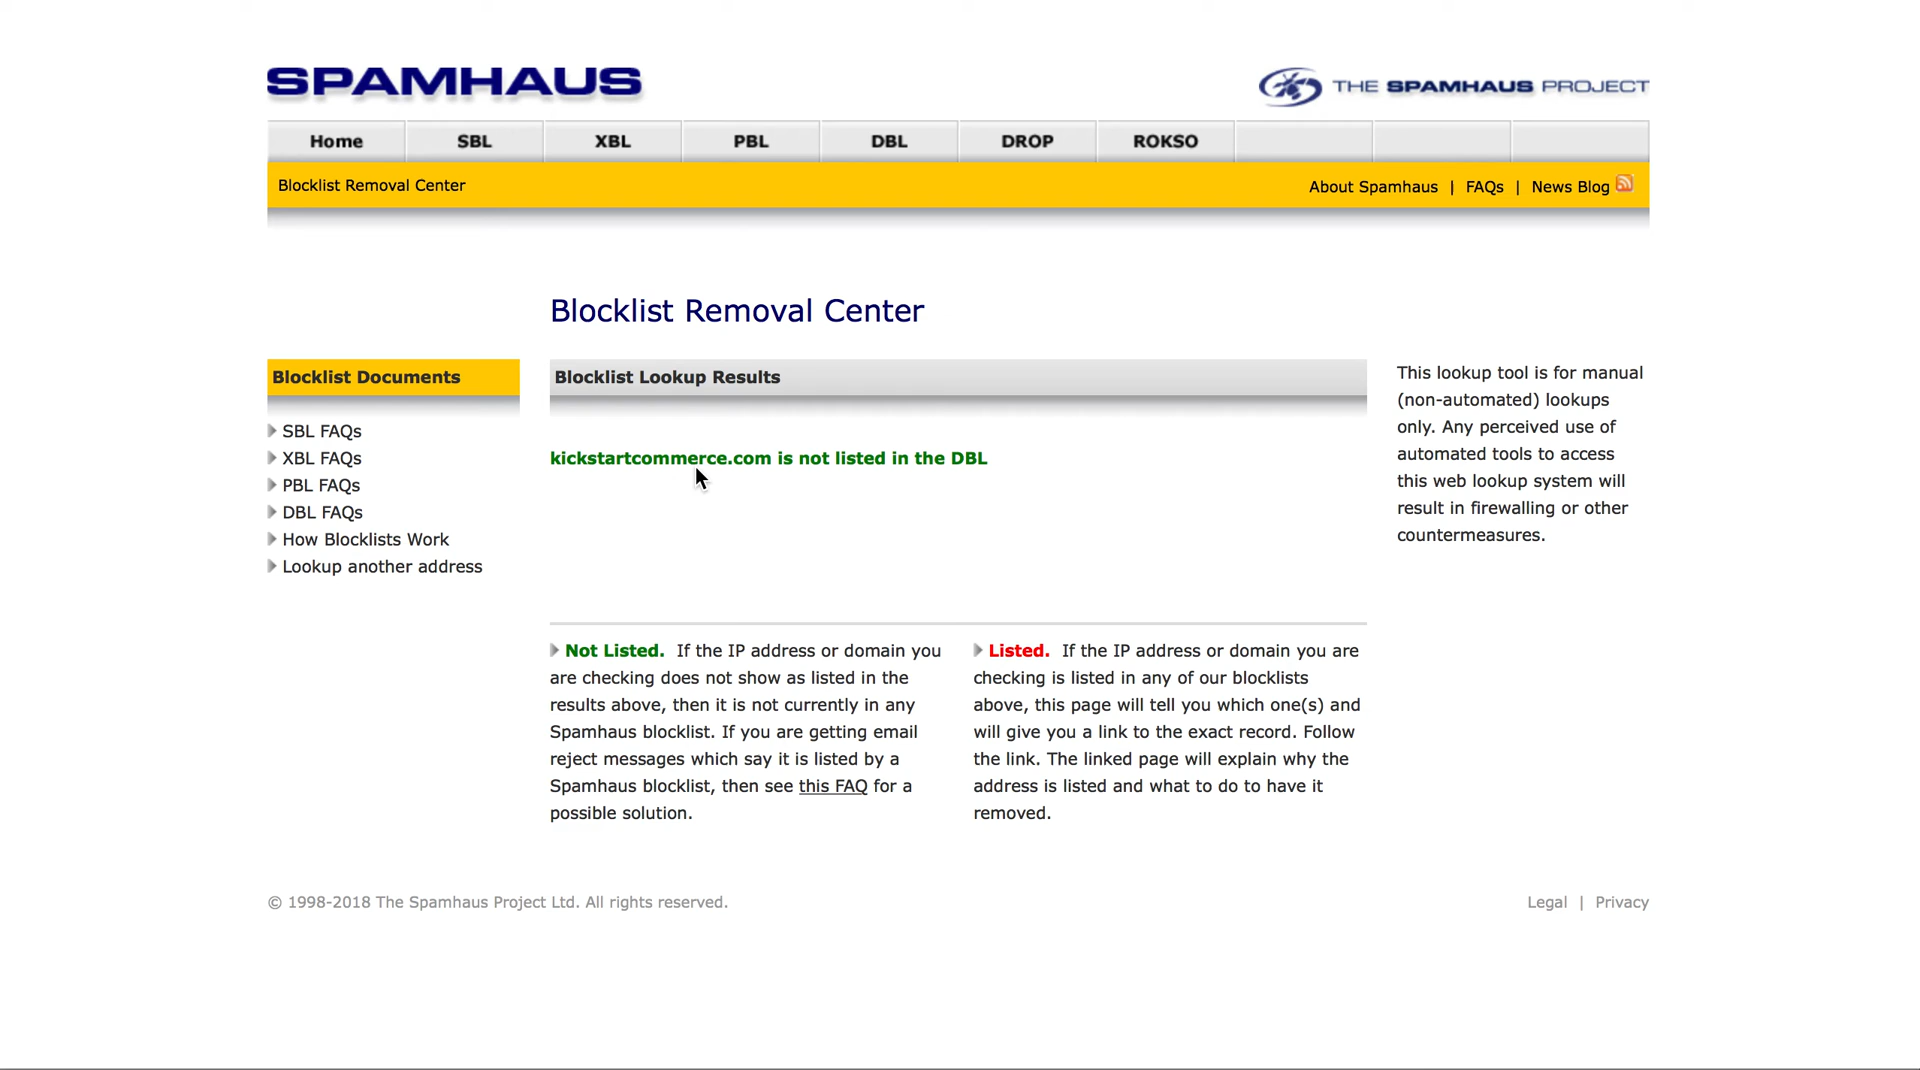 SPAMHAUS
THE SPAMHAUS PROJECT
Home SBL XBL PBL DBL DROP ROKSO
Blocklist Removal Center
About Spamhaus | FAQs | News Blog
Blocklist Removal Center
Blocklist Documents
SBL FAQs
XBL FAQs
PBL FAQs
DBL FAQs
How Blocklists Work
Lookup another address
Blocklist Lookup Results
kickstartcommerce.com is not listed in the DBL
Not Listed. If the IP address or domain you
are checking does not show as listed in the
results above, then it is not currently in any
Spamhaus blocklist. If you are getting email
reject messages which say it is listed by a
Spamhaus blocklist, then see this FAQ for a
possible solution.
Listed. If the IP address or domain you are
checking is listed in any of our blocklists
above, this page will tell you which one(s) and
will give you a link to the exact record. Follow
the link. The linked page will explain why the
address is listed and what to do to have it
removed.
This lookup tool is for manual
(non-automated) lookups
only. Any perceived use of
automated tools to access
this web lookup system will
result in firewalling or other
countermeasures.
© 1998-2018 The Spamhaus Project Ltd. All rights reserved.
Legal | Privacy